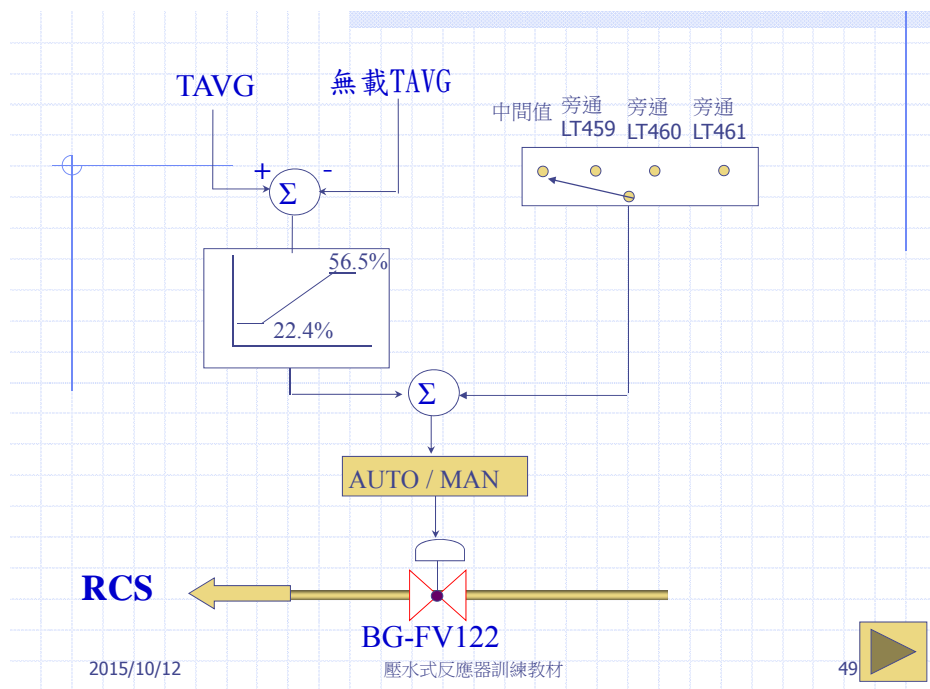 TAVG
無載TAVG
中間值 旁通 旁通 旁通
LT459 LT460 LT461
+ -
Σ
56.5%
22.4%
Σ
AUTO / MAN
RCS
BG-FV122
2015/10/12 壓水式反應器訓練教材 49